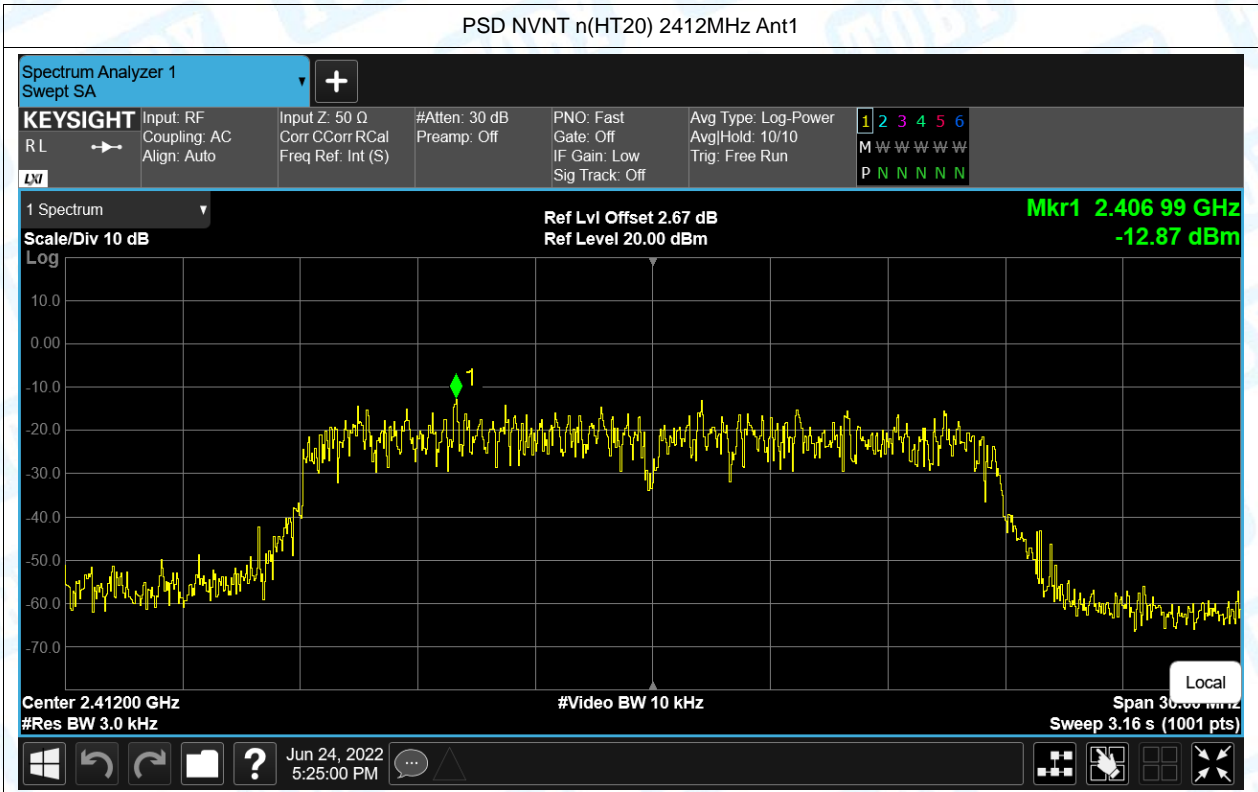 PSD NVNT n(HT20) 2412MHz Ant1
Spectrum Analyzer 1
Swept SA
+
KEYSIGHT
RL
LXI
Input: RF
Coupling: AC
Align: Auto
Input Z: 50 Ω
Corr CCorr RCal
Freq Ref: Int (S)
#Atten: 30 dB
Preamp: Off
PNO: Fast
Gate: Off
IF Gain: Low
Sig Track: Off
Avg Type: Log-Power
Avg|Hold: 10/10
Trig: Free Run
1 2 3 4 5 6
M W W W W W
P N N N N N
1 Spectrum
Scale/Div 10 dB
Ref Lvl Offset 2.67 dB
Ref Level 20.00 dBm
Mkr1 2.406 99 GHz
-12.87 dBm
Log
10.0
0.00
-10.0
-20.0
-30.0
-40.0
-50.0
-60.0
-70.0
1
Local
Center 2.41200 GHz
#Video BW 10 kHz
Span 30.00 MHz
#Res BW 3.0 kHz
Sweep 3.16 s (1001 pts)
?
Jun 24, 2022
5:25:00 PM